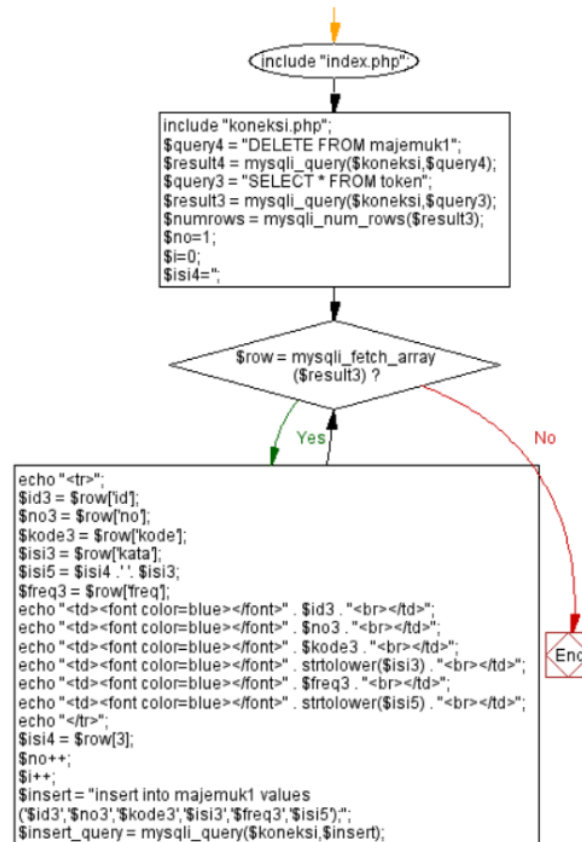 include "index.php";
include "koneksi.php";
$query4 = "DELETE FROM majemuk1";
$result4 = mysqli_query($koneksi,$query4);
$query3 = "SELECT * FROM token";
$result3 = mysqli_query($koneksi,$query3);
$numrows = mysqli_num_rows($result3);
$no=1;
$i=0;
$isi4='';
$row = mysqli_fetch_array
($result3) ?
Yes
No
echo "<tr>";
$id3 = $row['id'];
$no3 = $row['no'];
$kode3 = $row['kode'];
$isi3 = $row['kata'];
$isi5 = $isi4 .' '. $isi3;
$freq3 = $row['freq'];
echo "<td><font color=blue></font>" . $id3 . "<br></td>";
echo "<td><font color=blue></font>" . $no3 . "<br></td>";
echo "<td><font color=blue></font>" . $kode3 . "<br></td>";
echo "<td><font color=blue></font>" . strtolower($isi3) . "<br></td>";
echo "<td><font color=blue></font>" . $freq3 . "<br></td>";
echo "<td><font color=blue></font>" . strtolower($isi5) . "<br></td>";
echo "</tr>";
$isi4 = $row[3];
$no++;
$i++;
$insert = "insert into majemuk1 values
('$id3','$no3','$kode3','$isi3','$freq3','$isi5');";
$insert_query = mysqli_query($koneksi,$insert);
End